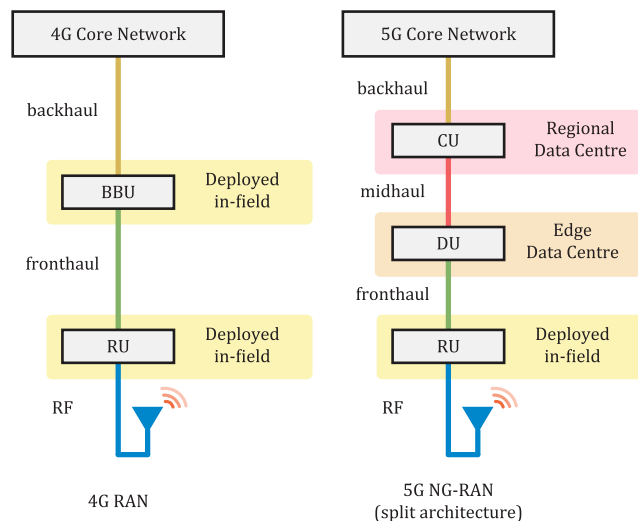 4G Core Network
backhaul
BBU
Deployed
in-field
fronthaul
RU
Deployed
in-field
RF
4G RAN
5G Core Network
backhaul
CU
Regional
Data Centre
midhaul
DU
Edge
Data Centre
fronthaul
RU
Deployed
in-field
RF
5G NG-RAN
(split architecture)